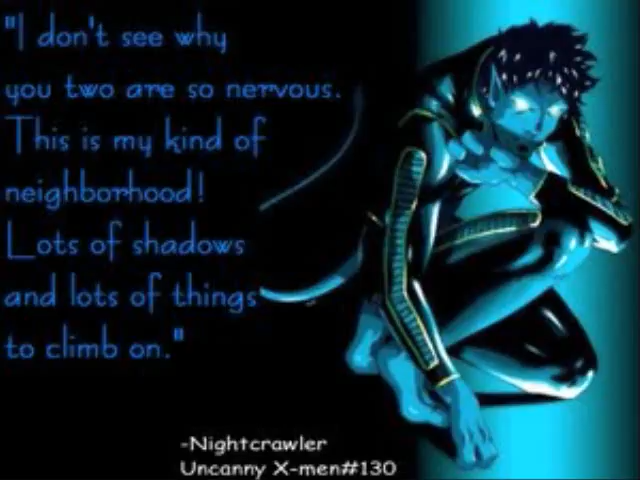 "I don't see why
you two are so nervous.
This is my kind of
neighborhood!
Lots of shadows
and lots of things
to climb on."
-Nightcrawler
Uncanny X-men#130